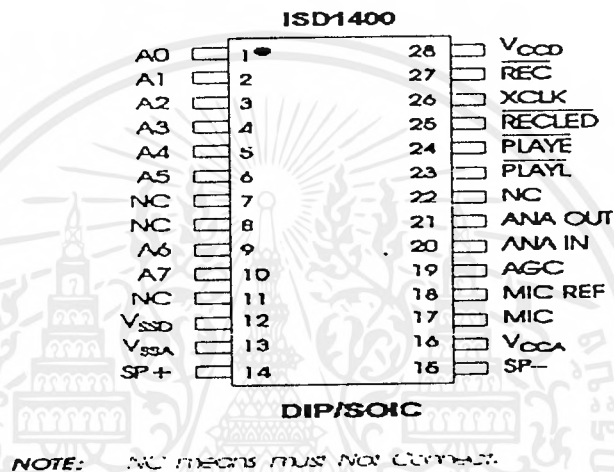 ISD1400
A0 1 28 VCCD
A1 2 27 REC
A2 3 26 XCLK
A3 4 25 RECLED
A4 5 24 PLAYE
A5 6 23 PLAYL
NC 7 22 NC
NC 8 21 ANA OUT
A6 9 20 ANA IN
A7 10 19 AGC
NC 11 18 MIC REF
VSSD 12 17 MIC
VSSA 13 16 VCCA
SP+ 14 15 SP–
DIP/SOIC
NOTE: NC means must Not Connect.